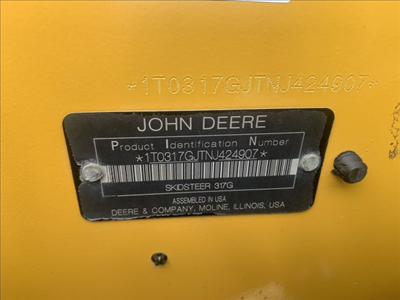 *1T0317GJTNJ424907*
JOHN DEERE
Product Identification Number
*1T0317GJTNJ424907*
SKIDSTEER 317G
ASSEMBLED IN USA
DEERE & COMPANY, MOLINE, ILLINOIS, USA